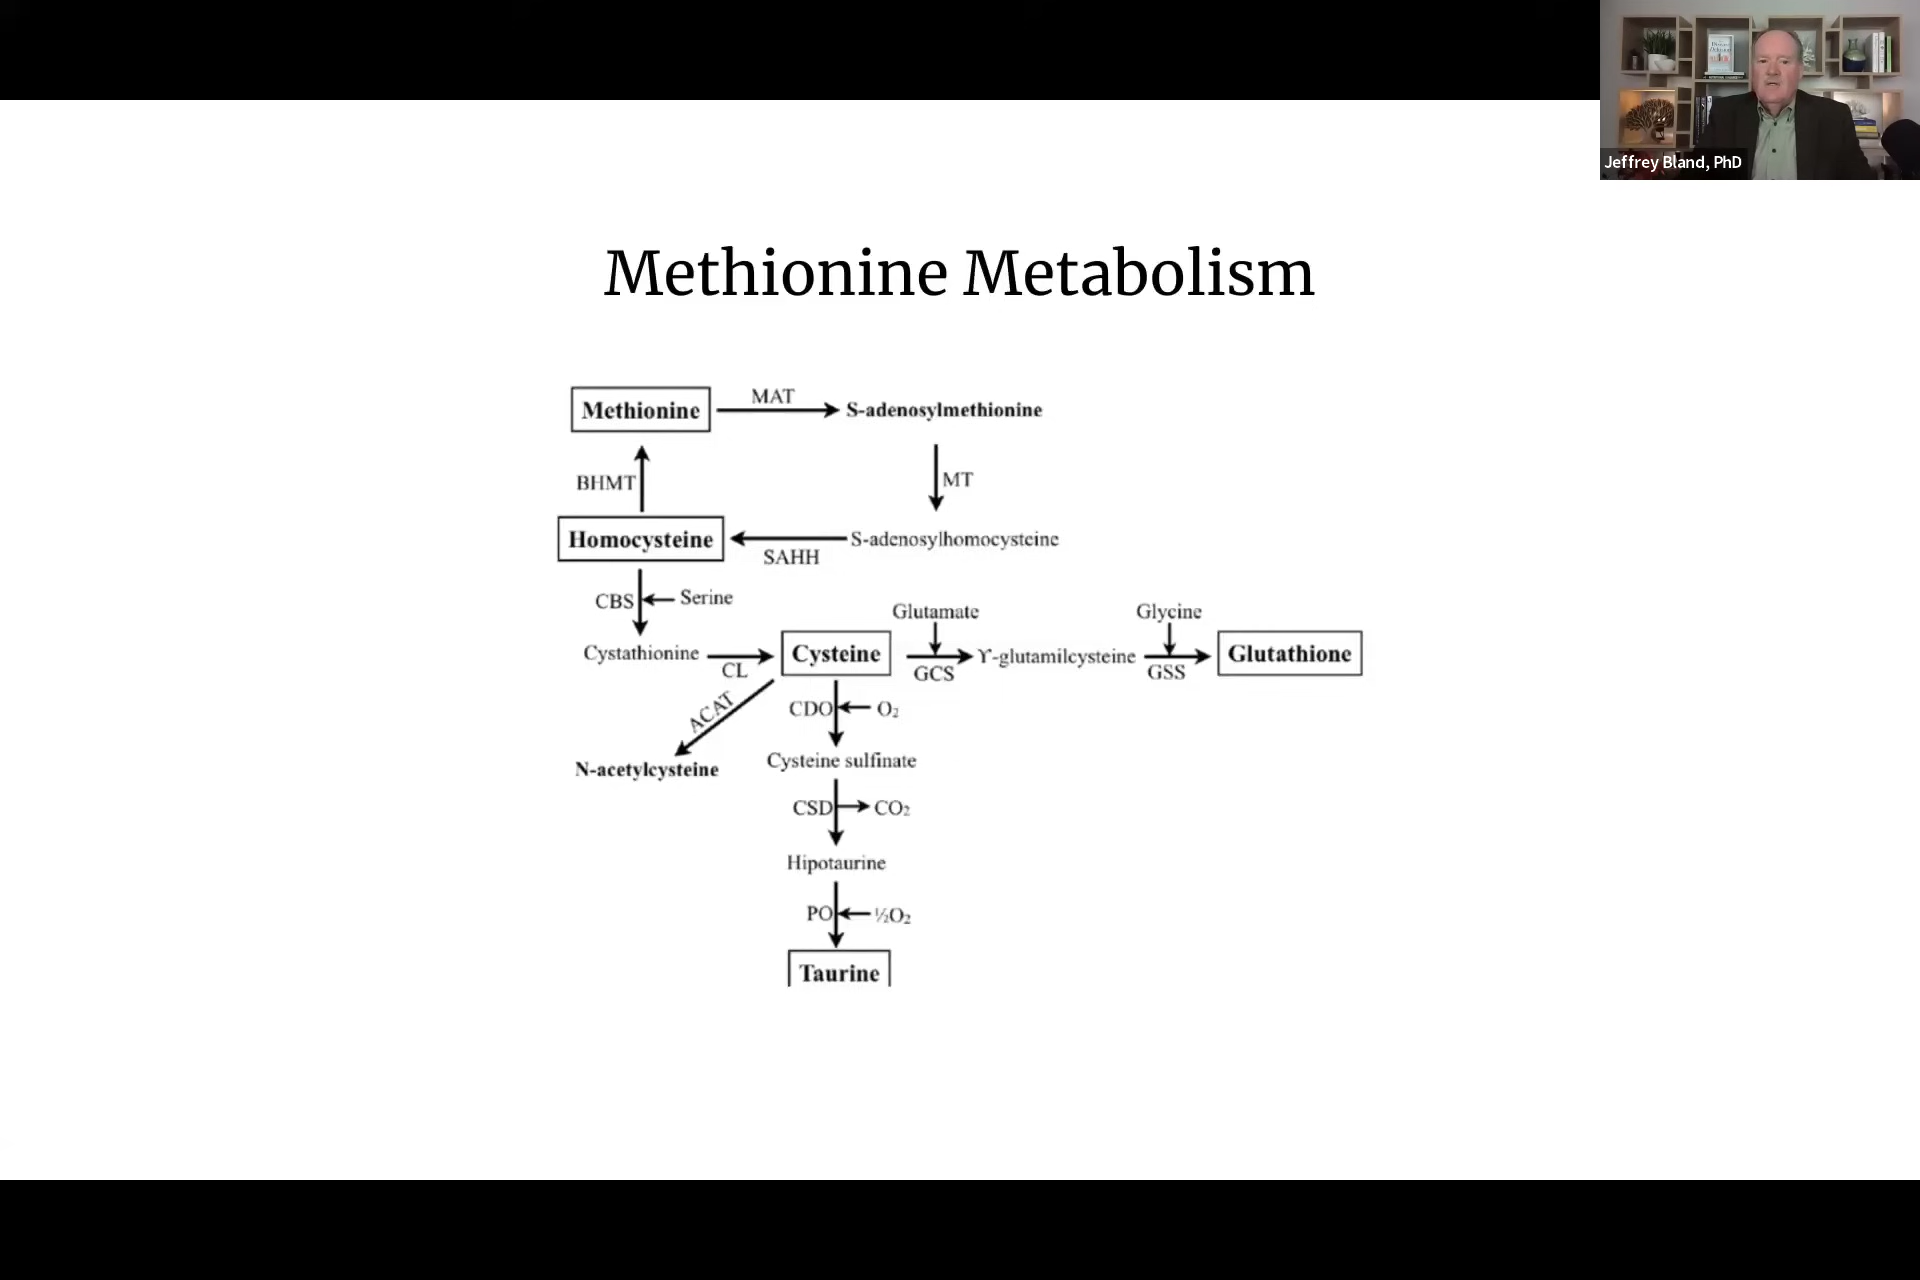 Jeffrey Bland, PhD
Methionine Metabolism
Methionine
MAT
S-adenosylmethionine
BHMT
MT
Homocysteine
SAHH
S-adenosylhomocysteine
CBS
Serine
Glutamate
Glycine
Cystathionine
CL
Cysteine
GCS
ϒ-glutamilcysteine
GSS
Glutathione
ACAT
CDO
O₂
N-acetylcysteine
Cysteine sulfinate
CSD
CO₂
Hipotaurine
PO
½O₂
Taurine